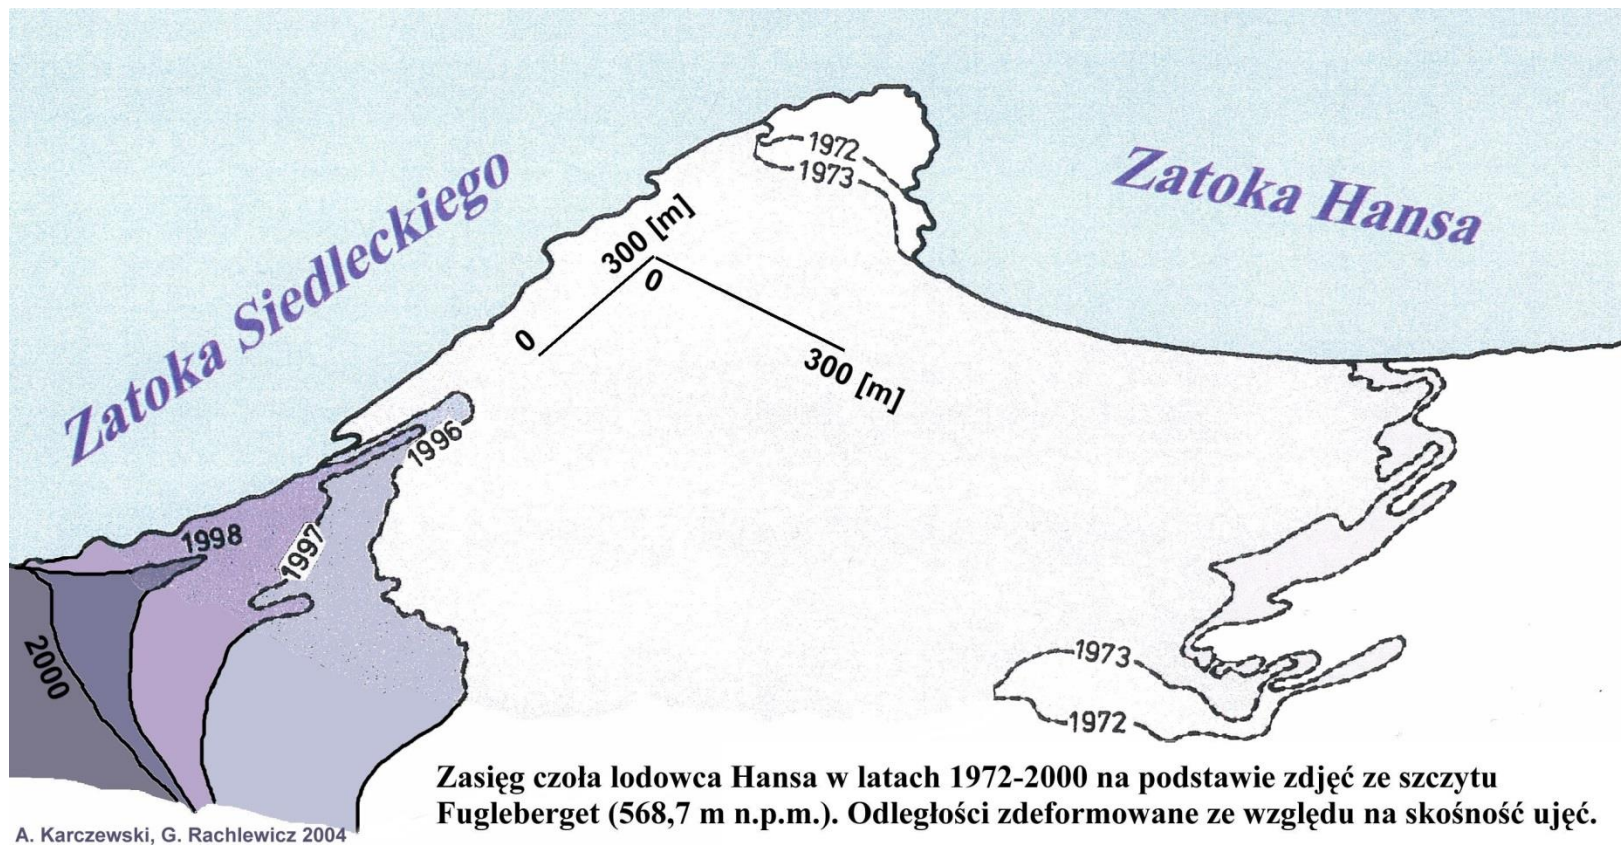 1972
1973
Zatoka Siedleckiego
Zatoka Hansa
300 [m]
0
0
300 [m]
1996
1998
1997
2000
1973
1972
Zasięg czoła lodowca Hansa w latach 1972-2000 na podstawie zdjęć ze szczytu
Fugleberget (568,7 m n.p.m.). Odległości zdeformowane ze względu na skośność ujęć.
A. Karczewski, G. Rachlewicz 2004